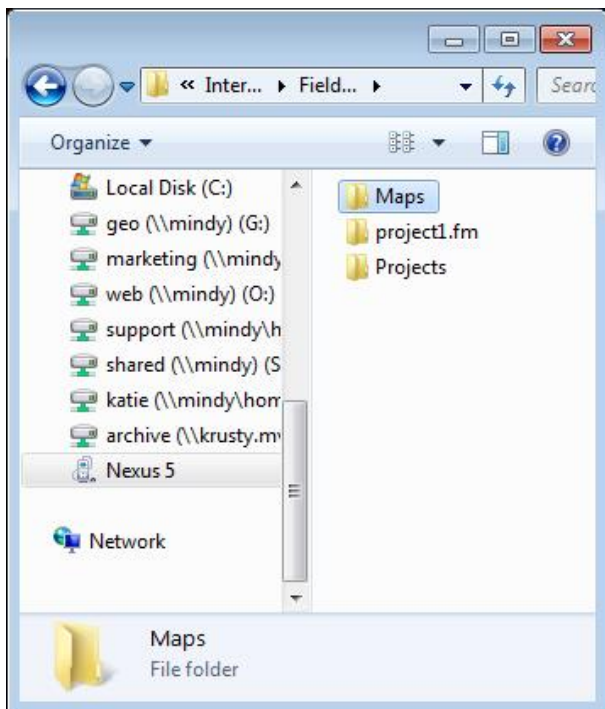 « Inter... Field... Searc
Organize
Local Disk (C:)
geo (\\mindy) (G:)
marketing (\\mindy
web (\\mindy) (O:)
support (\\mindy\h
shared (\\mindy) (S
katie (\\mindy\hom
archive (\\krusty.m
Nexus 5
Network
Maps
project1.fm
Projects
Maps
File folder